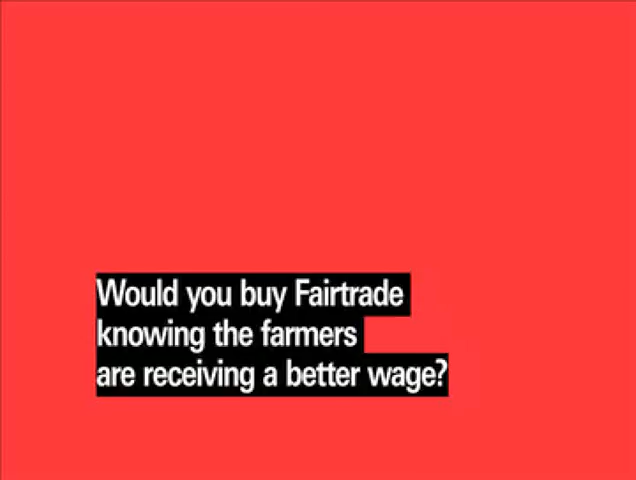 Would you buy Fairtrade
knowing the farmers
are receiving a better wage?